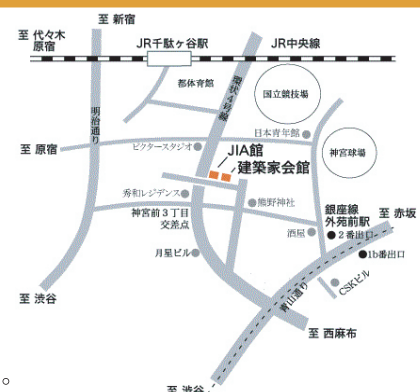 至 新宿
至 代々木
原宿
JR千駄ヶ谷駅
JR中央線
都体育館
環状4号線
国立競技場
明治通り
日本青年館
神宮球場
至 原宿
ビクタースタジオ
JIA館
建築家会館
秀和レジデンス
熊野神社
神宮前3丁目
交差点
銀座線
外苑前駅
至 赤坂
酒屋
2番出口
1b番出口
月星ビル
CSKビル
青山通り
至 渋谷
至 西麻布
至 渋谷